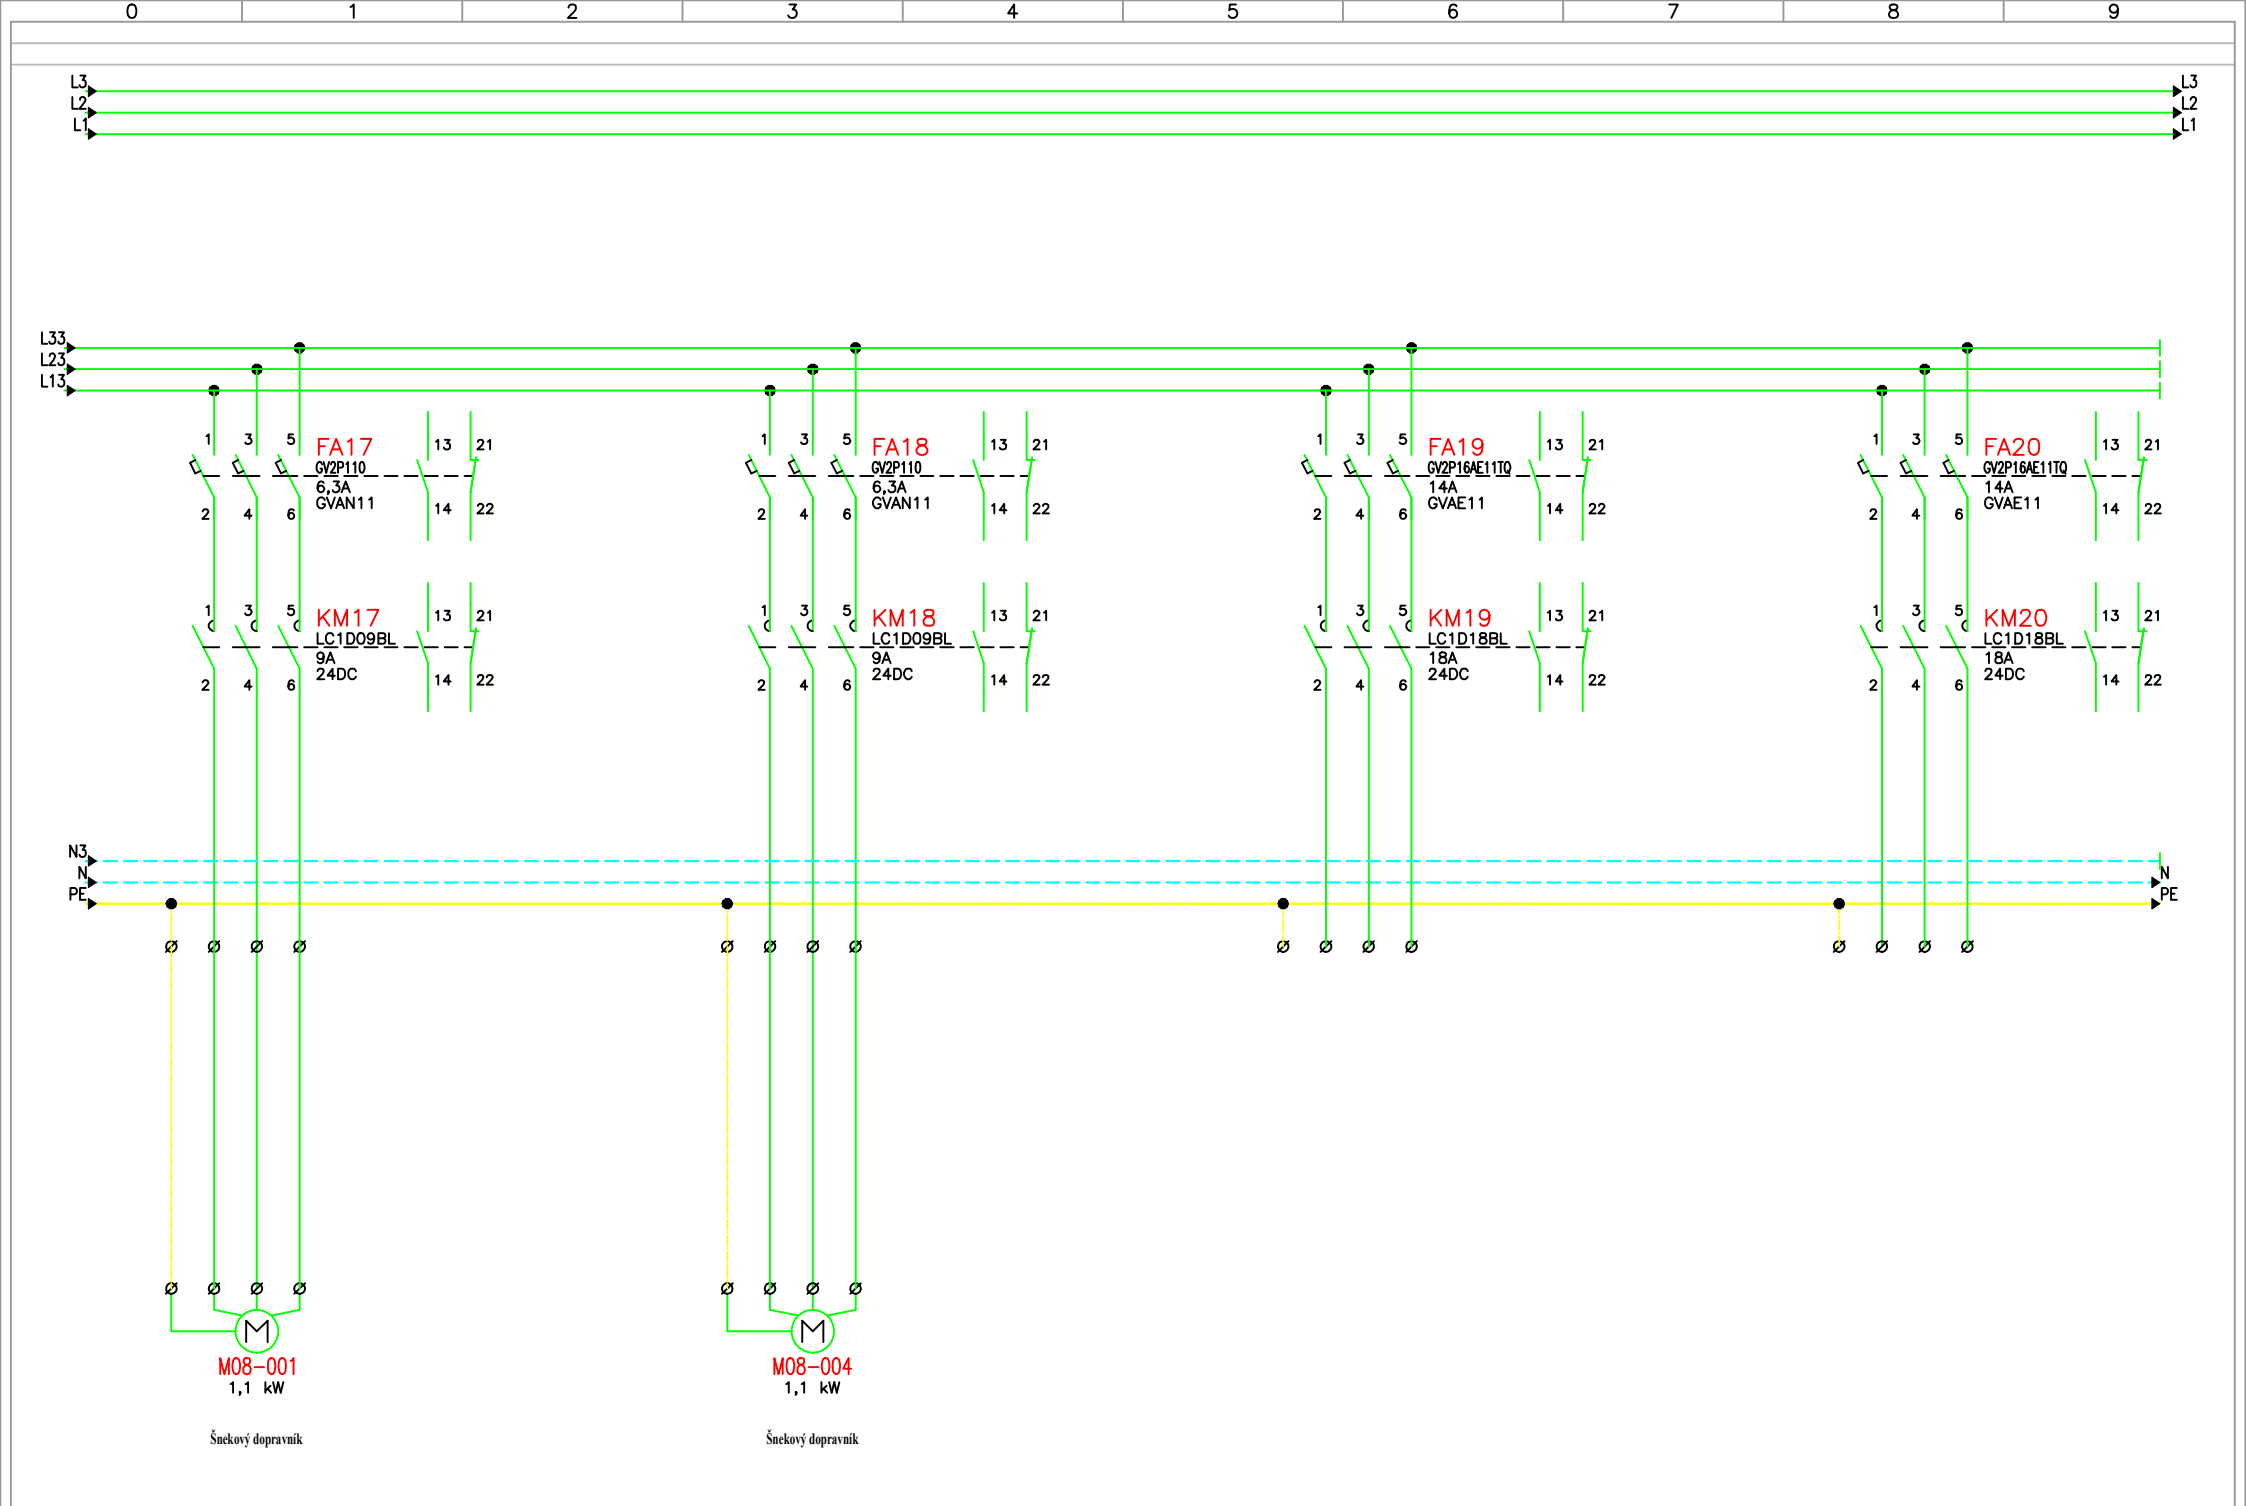 0 1 2 3 4 5 6 7 8 9
L3 L3
L2 L2
L1 L1
L33
L23
L13
1 3 5 FA17 13 21 1 3 5 FA18 13 21 1 3 5 FA19 13 21 1 3 5 FA20 13 21
GV2P110 GV2P110 GV2P16AE11TQ GV2P16AE11TQ
6,3A 6,3A 14A 14A
GVAN11 GVAN11 GVAE11 GVAE11
2 4 6 14 22 2 4 6 14 22 2 4 6 14 22 2 4 6 14 22
1 3 5 KM17 13 21 1 3 5 KM18 13 21 1 3 5 KM19 13 21 1 3 5 KM20 13 21
LC1D09BL LC1D09BL LC1D18BL LC1D18BL
9A 9A 18A 18A
24DC 24DC 24DC 24DC
2 4 6 14 22 2 4 6 14 22 2 4 6 14 22 2 4 6 14 22
N3
N N
PE PE
M M
M08-001 M08-004
1,1 kW 1,1 kW
Šnekový dopravník Šnekový dopravník